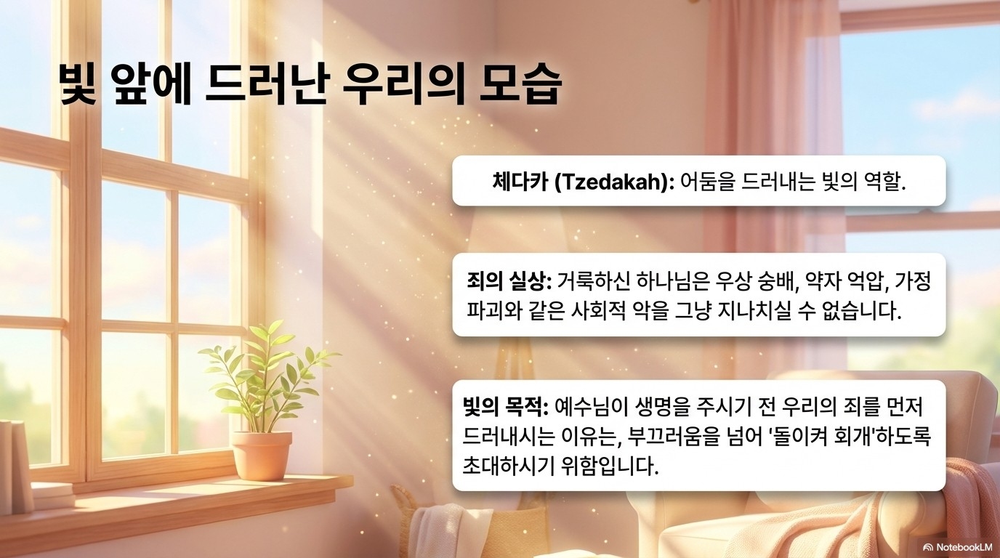 빛 앞에 드러난 우리의 모습
체다카 (Tzedakah): 어둠을 드러내는 빛의 역할.
죄의 실상: 거룩하신 하나님은 우상 숭배, 약자 억압, 가정
파괴와 같은 사회적 악을 그냥 지나치실 수 없습니다.
빛의 목적: 예수님이 생명을 주시기 전 우리의 죄를 먼저
드러내시는 이유는, 부끄러움을 넘어 '돌이켜 회개'하도록
초대하시기 위함입니다.
NotebookLM